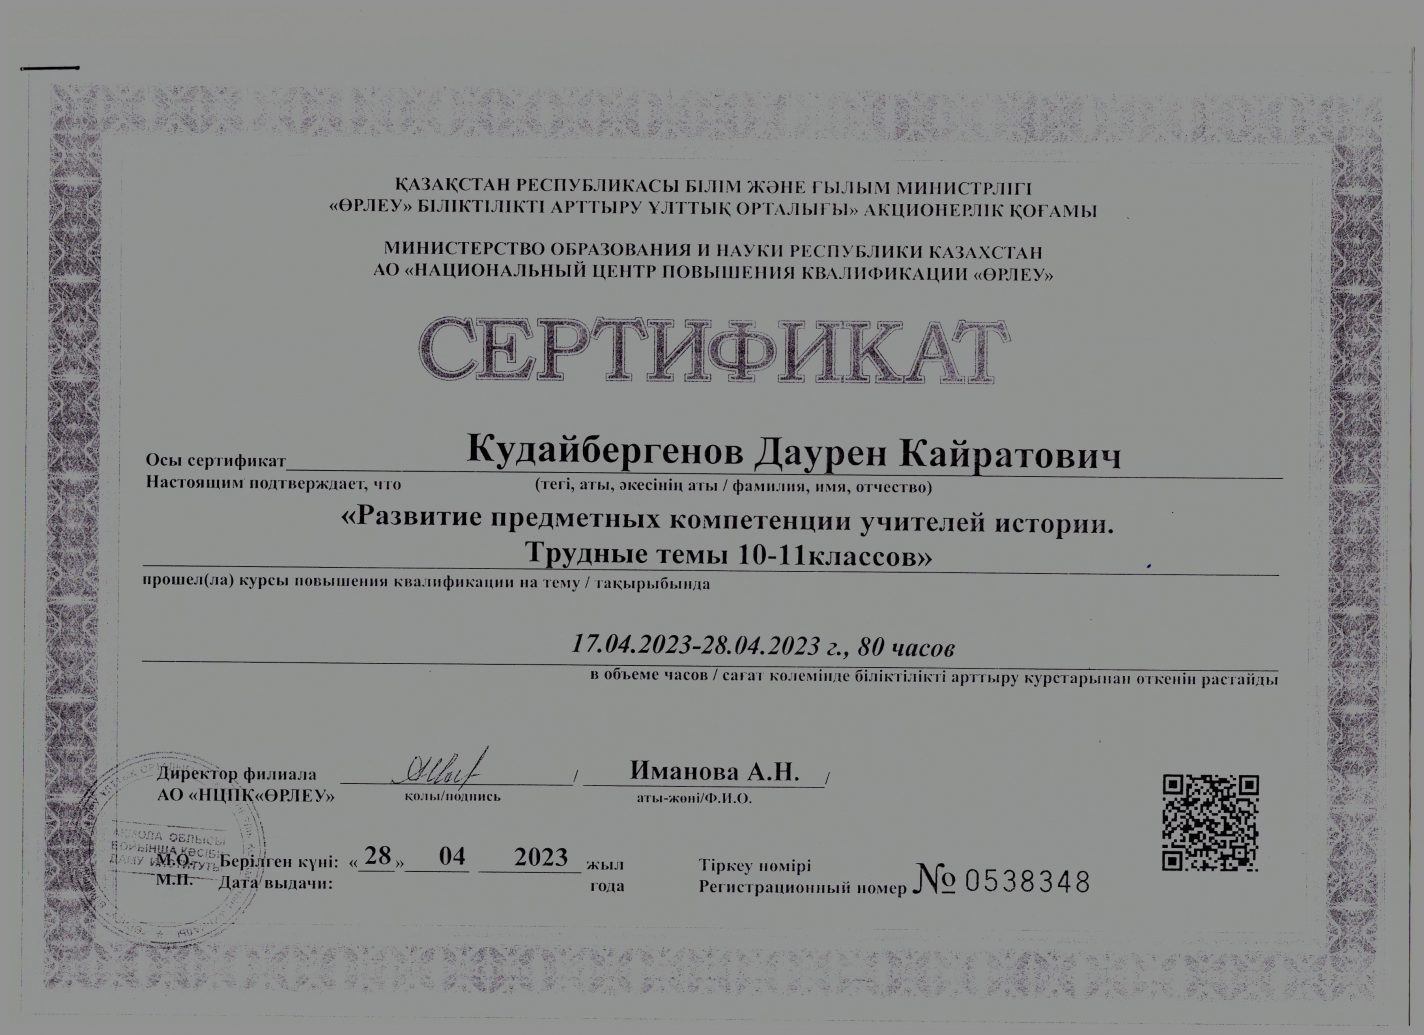 ҚАЗАҚСТАН РЕСПУБЛИКАСЫ БІЛІМ ЖӘНЕ ҒЫЛЫМ МИНИСТРЛІГІ
«ӨРЛЕУ» БІЛІКТІЛІКТІ АРТТЫРУ ҰЛТТЫҚ ОРТАЛЫҒЫ» АКЦИОНЕРЛІК ҚОҒАМЫ
МИНИСТЕРСТВО ОБРАЗОВАНИЯ И НАУКИ РЕСПУБЛИКИ КАЗАХСТАН
АО «НАЦИОНАЛЬНЫЙ ЦЕНТР ПОВЫШЕНИЯ КВАЛИФИКАЦИИ «ӨРЛЕУ»
СЕРТИФИКАТ
Осы сертификат Кудайбергенов Даурен Кайратович
Настоящим подтверждает, что (тегі, аты, әкесінің аты / фамилия, имя, отчество)
«Развитие предметных компетенции учителей истории.
Трудные темы 10-11классов»
прошел(ла) курсы повышения квалификации на тему / тақырыбында
17.04.2023-28.04.2023 г., 80 часов
в объеме часов / сағат көлемінде біліктілікті арттыру курстарынан өткенін растайды
Директор филиала / Иманова А.Н. /
АО «НЦПК«ӨРЛЕУ» қолы/подпись аты-жөні/Ф.И.О.
М.О. Берілген күні: «28» 04 2023 жыл Тіркеу нөмірі
М.П. Дата выдачи: года Регистрационный номер № 0538348